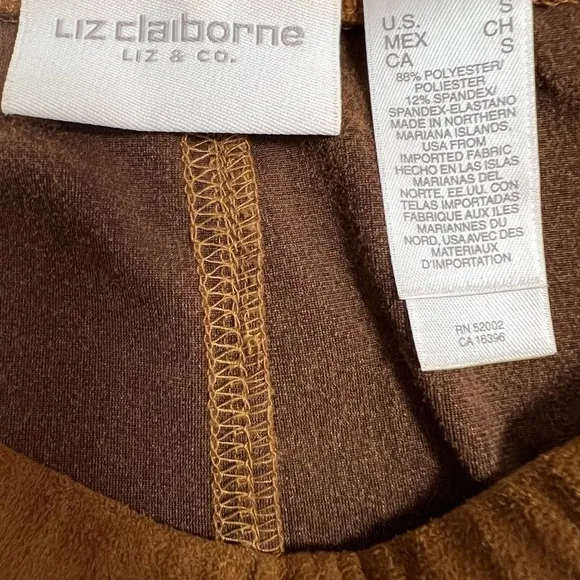 Liz claiborne
LIZ & CO.
S
U.S.
MEX CH
CA S
88% POLYESTER/
POLIESTER
12% SPANDEX/
SPANDEX-ELASTANO
MADE IN NORTHERN
MARIANA ISLANDS,
USA FROM
IMPORTED FABRIC
HECHO EN LAS ISLAS
MARIANAS DEL
NORTE, EE.UU. CON
TELAS IMPORTADAS
FABRIQUE AUX ILES
MARIANNES DU
NORD, USA AVEC DES
MATERIAUX
D'IMPORTATION
RN 52002
CA 16396